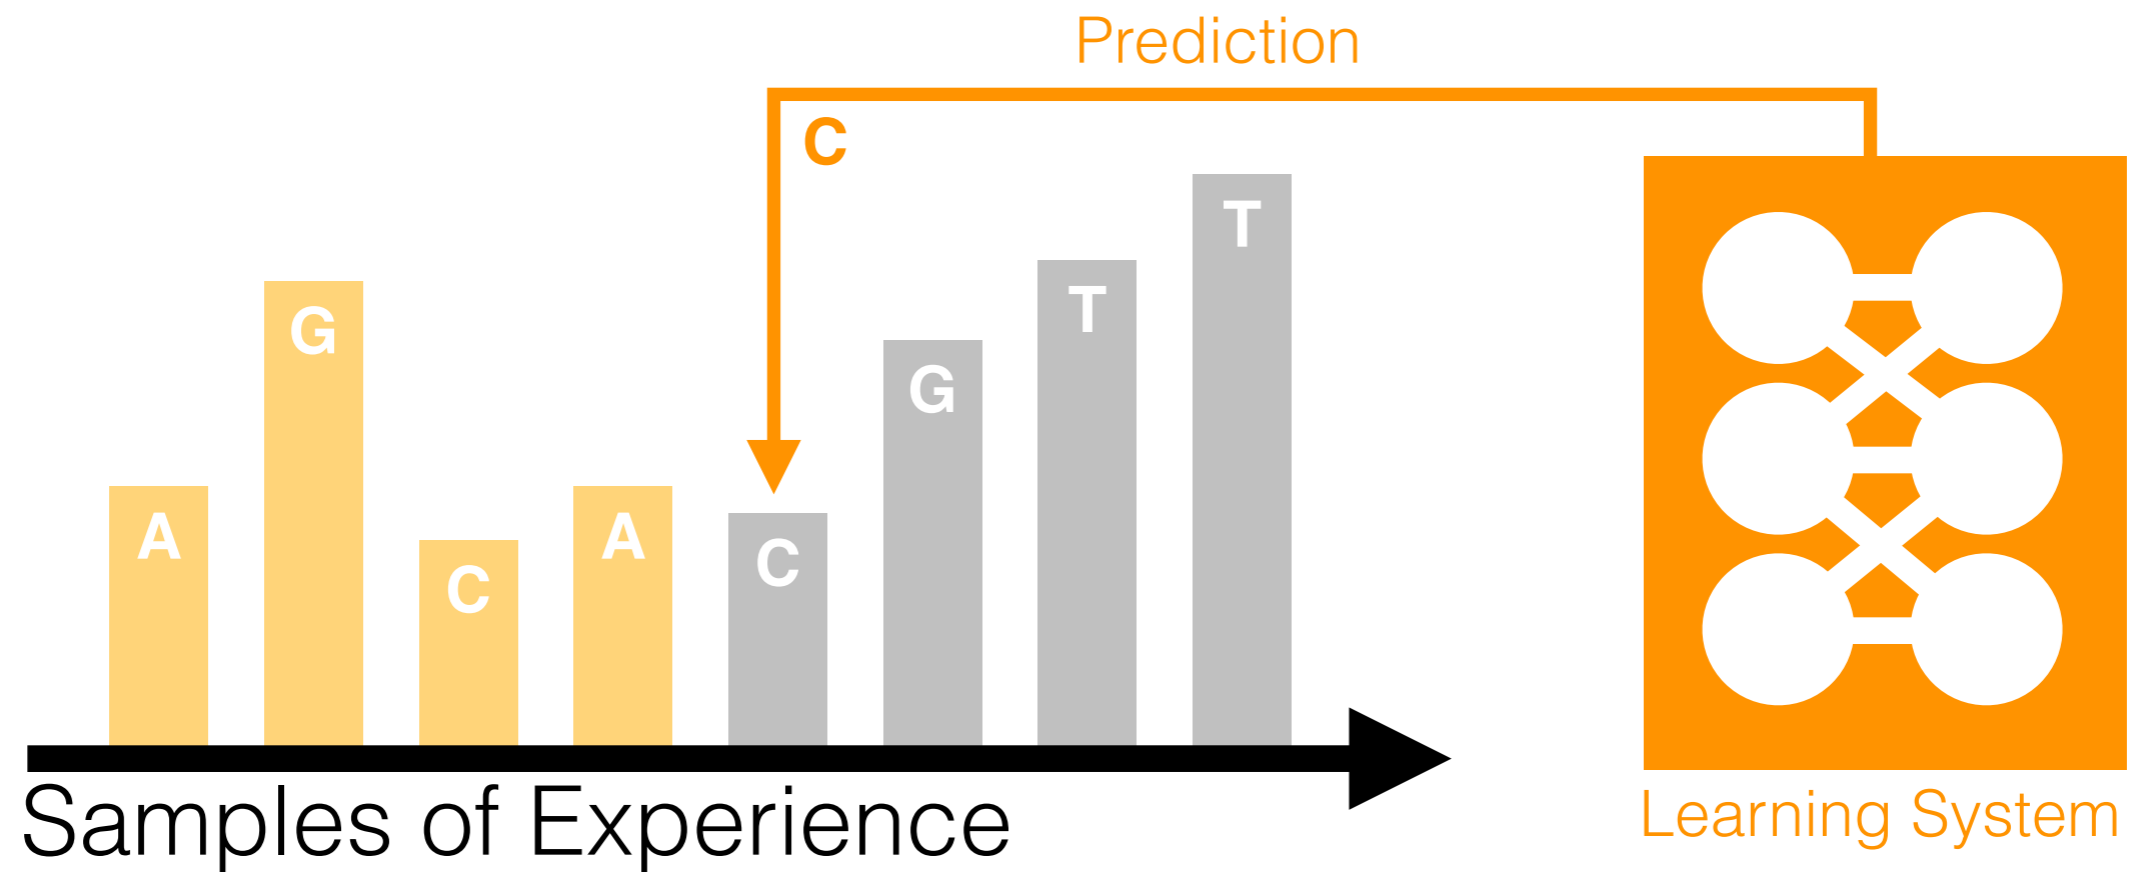 Prediction
C
A
G
C
A
C
G
T
T
Samples of Experience
Learning System